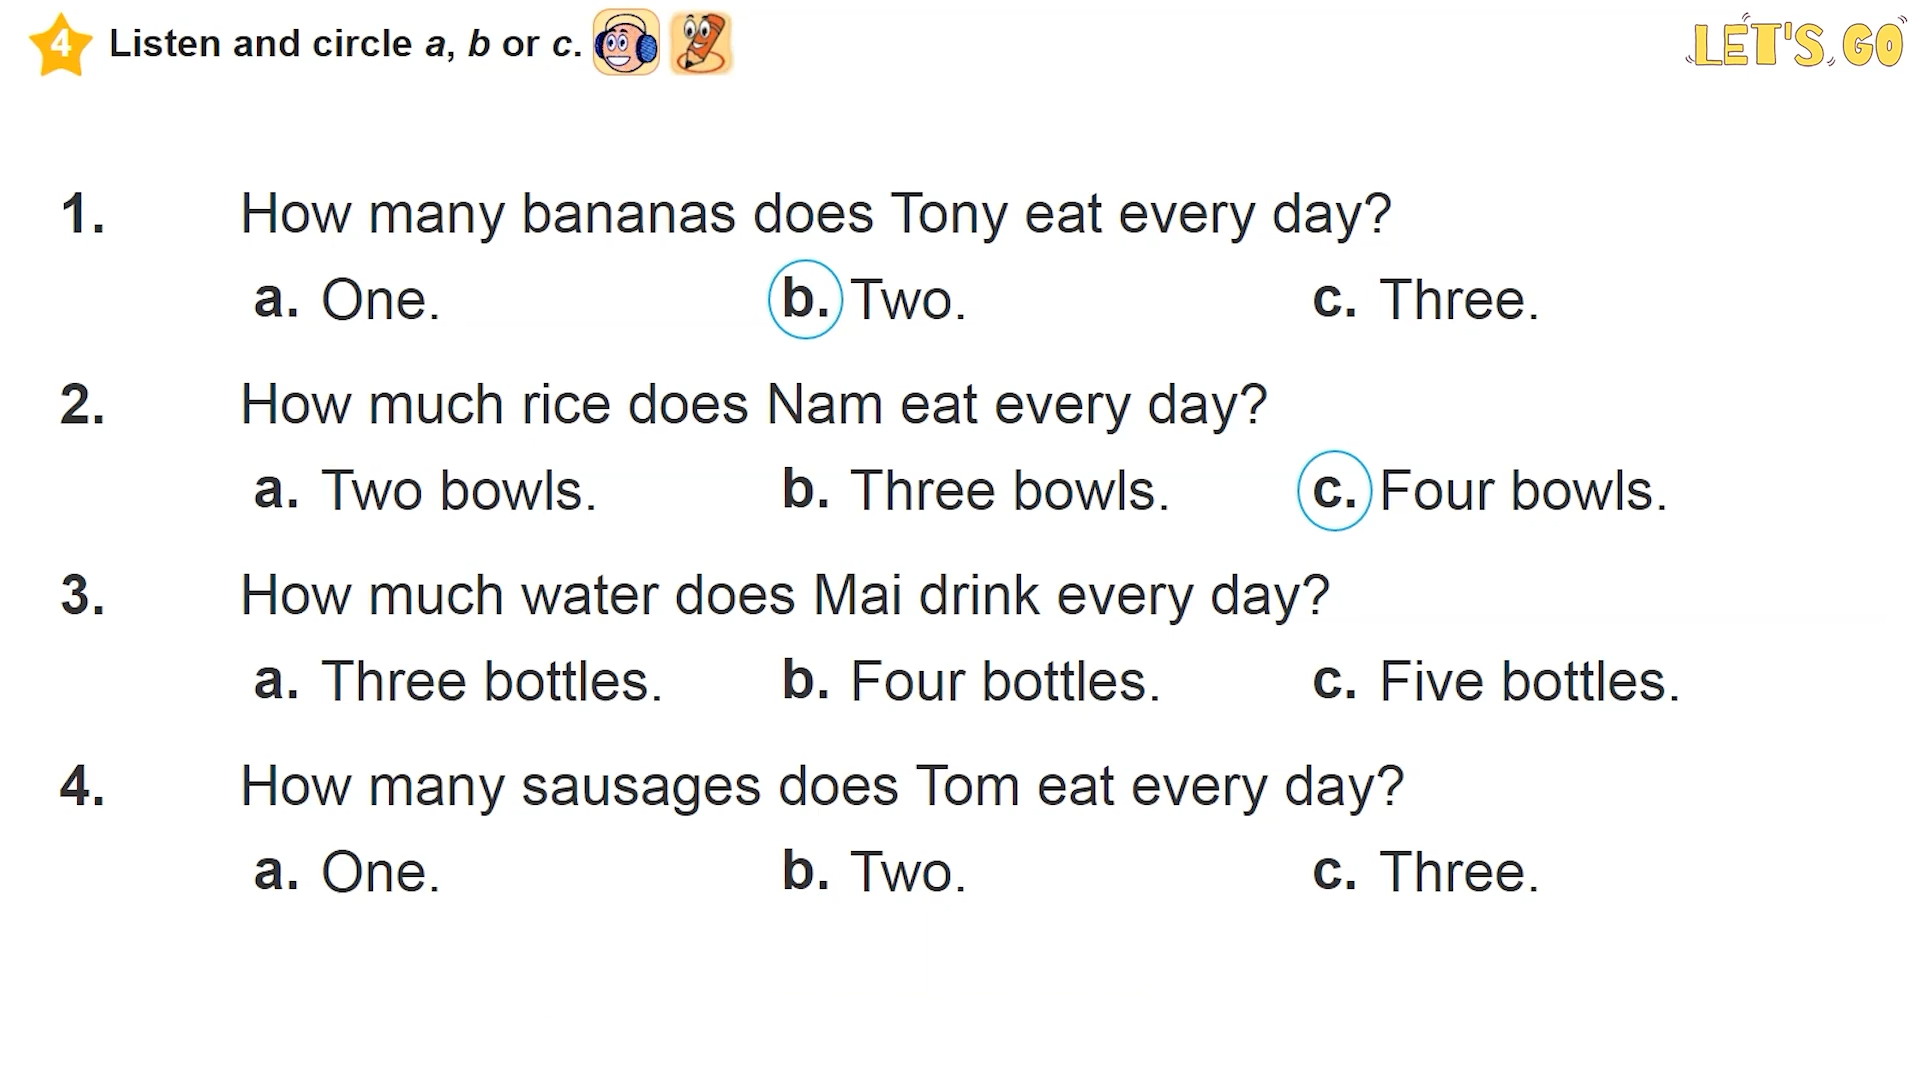 4 Listen and circle a, b or c.
LET'S GO
1. How many bananas does Tony eat every day?
a. One. b. Two. c. Three.
2. How much rice does Nam eat every day?
a. Two bowls. b. Three bowls. c. Four bowls.
3. How much water does Mai drink every day?
a. Three bottles. b. Four bottles. c. Five bottles.
4. How many sausages does Tom eat every day?
a. One. b. Two. c. Three.